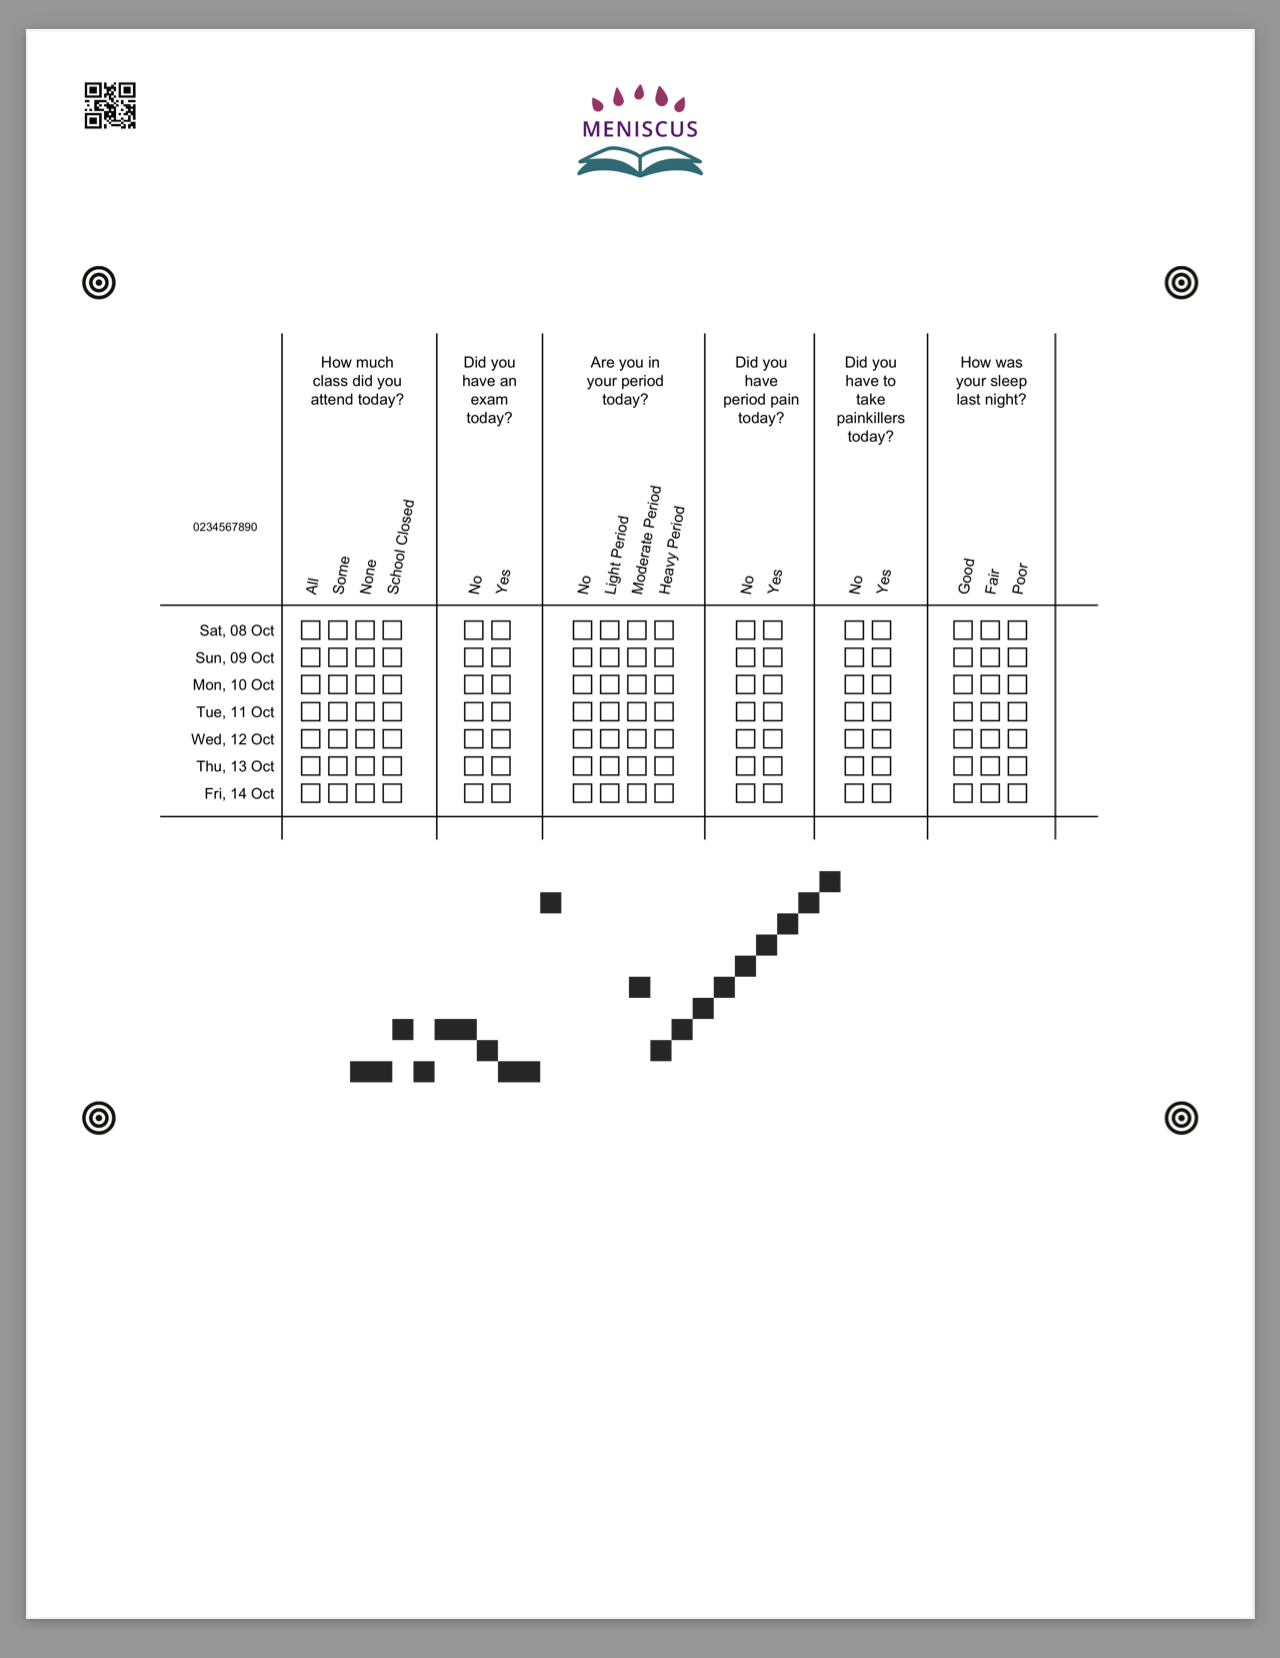 MENISCUS
How much
class did you
attend today?
Did you
have an
exam
today?
Are you in
your period
today?
Did you
have
period pain
today?
Did you
have to
take
painkillers
today?
How was
your sleep
last night?
0234567890
All
Some
None
School Closed
No
Yes
No
Light Period
Moderate Period
Heavy Period
No
Yes
No
Yes
Good
Fair
Poor
Sat, 08 Oct
Sun, 09 Oct
Mon, 10 Oct
Tue, 11 Oct
Wed, 12 Oct
Thu, 13 Oct
Fri, 14 Oct